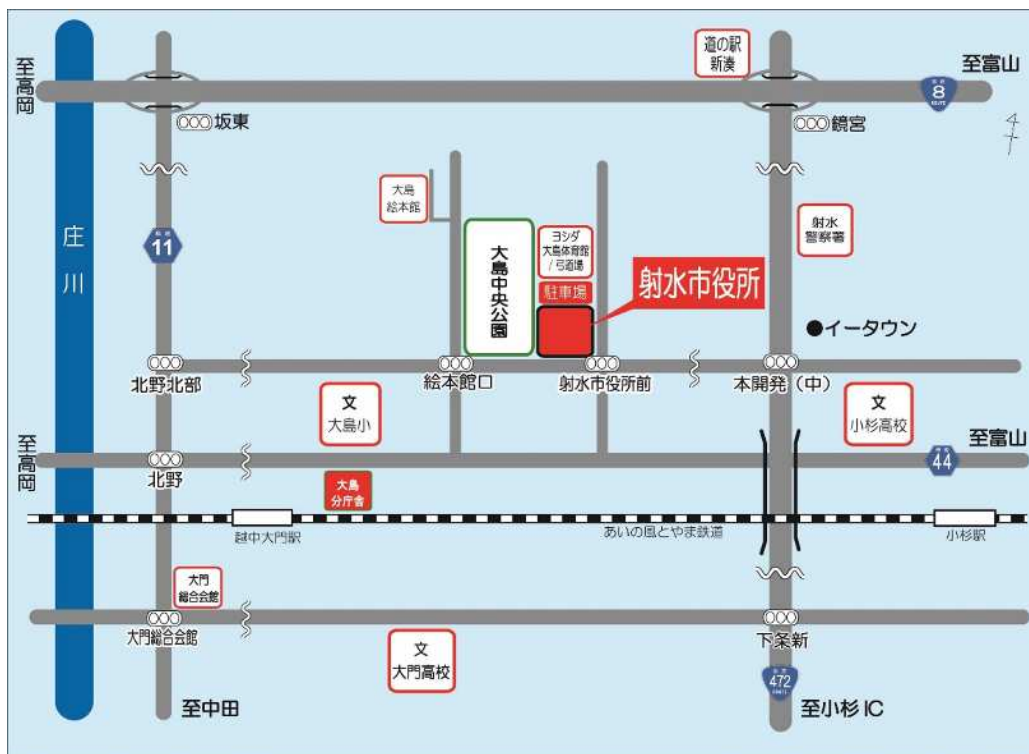 至高岡
道の駅
新湊
至富山
8
ROUTE
坂東
鏡宮
大島
絵本館
ヨシダ
大島体育館
/弓道場
射水
警察署
庄川
11
大島中央公園
駐車場
射水市役所
●イータウン
北野北部
絵本館口
射水市役所前
本開発(中)
文
大島小
文
小杉高校
至高岡
至富山
北野
44
大島
分庁舎
越中大門駅
あいの風とやま鉄道
小杉駅
大門
総合会館
大門総合会館
下条新
文
大門高校
472
ROUTE
至中田
至小杉IC